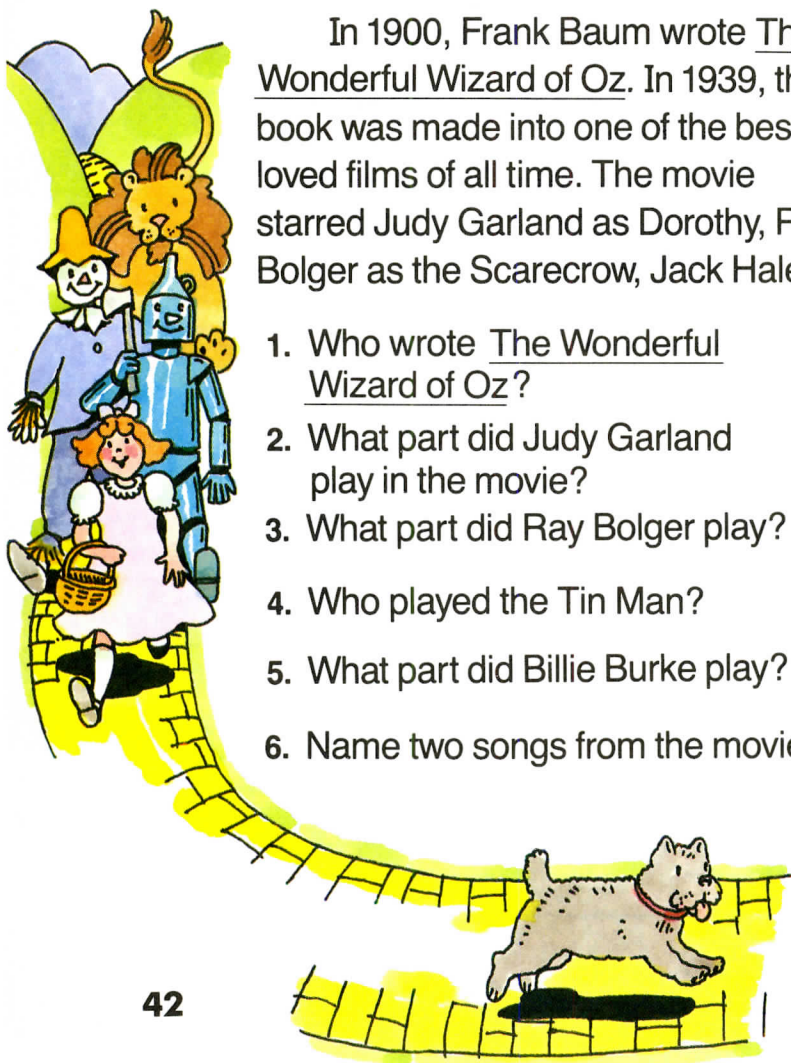 In 1900, Frank Baum wrote Th
Wonderful Wizard of Oz. In 1939, th
book was made into one of the bes
loved films of all time. The movie
starred Judy Garland as Dorothy, R
Bolger as the Scarecrow, Jack Hale
1. Who wrote The Wonderful
Wizard of Oz?
2. What part did Judy Garland
play in the movie?
3. What part did Ray Bolger play?
4. Who played the Tin Man?
5. What part did Billie Burke play?
6. Name two songs from the movie
42